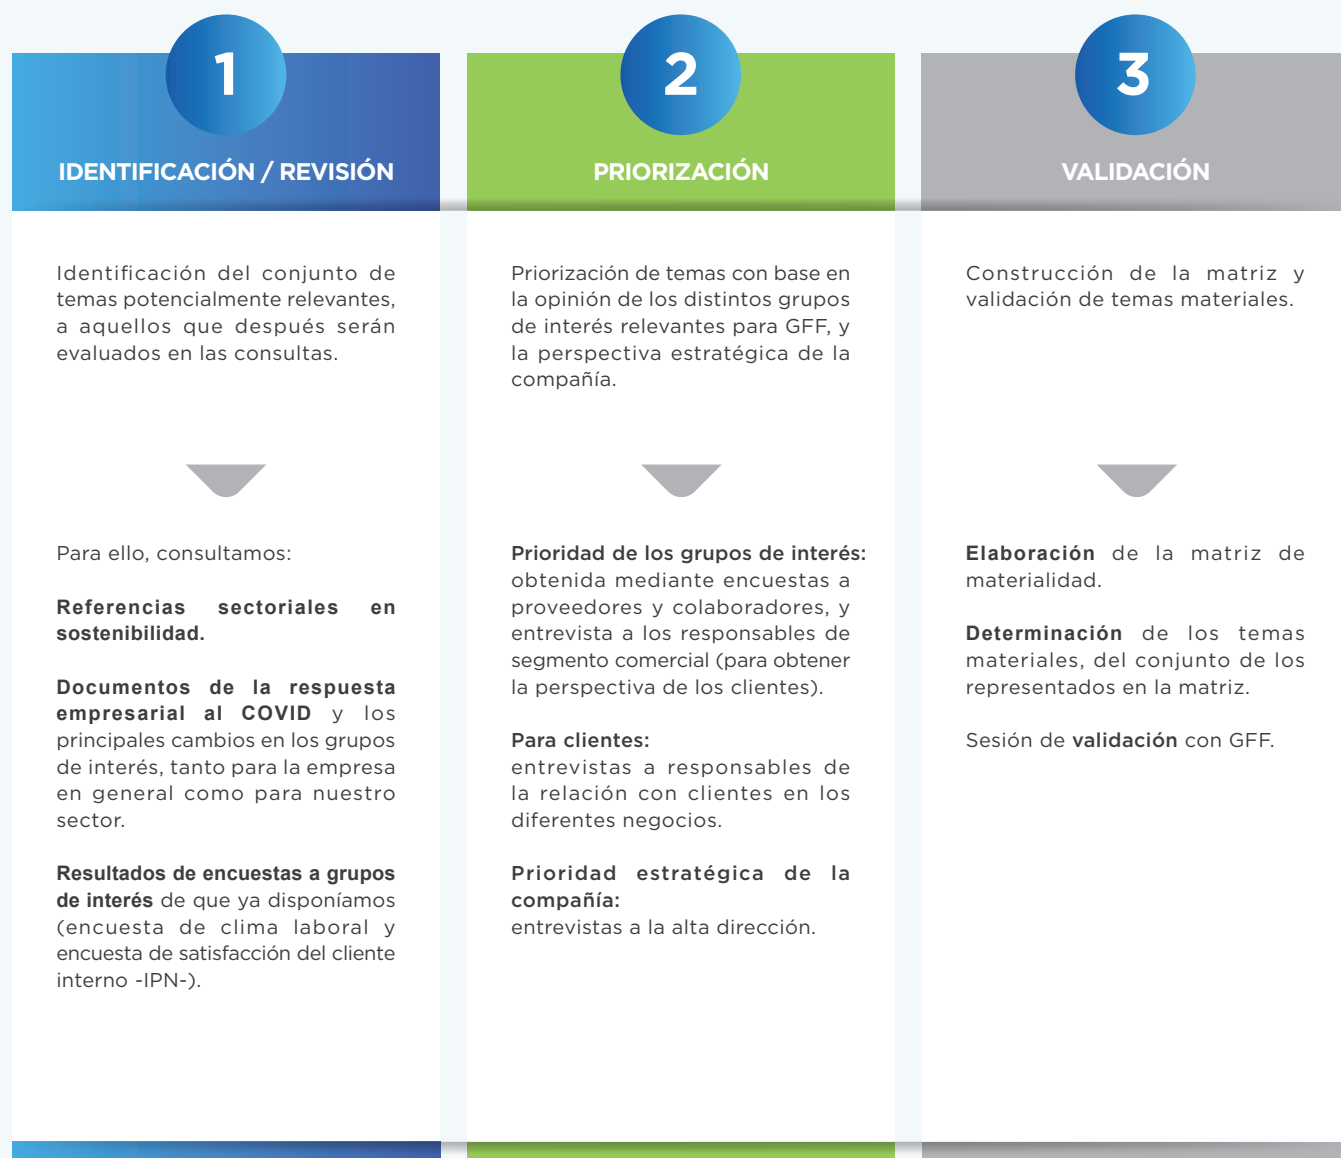 1
IDENTIFICACIÓN / REVISIÓN
Identificación del conjunto de
temas potencialmente relevantes,
a aquellos que después serán
evaluados en las consultas.
Para ello, consultamos:
Referencias sectoriales en
sostenibilidad.
Documentos de la respuesta
empresarial al COVID y los
principales cambios en los grupos
de interés, tanto para la empresa
en general como para nuestro
sector.
Resultados de encuestas a grupos
de interés de que ya disponíamos
(encuesta de clima laboral y
encuesta de satisfacción del cliente
interno -IPN-).
2
PRIORIZACIÓN
Priorización de temas con base en
la opinión de los distintos grupos
de interés relevantes para GFF, y
la perspectiva estratégica de la
compañía.
Prioridad de los grupos de interés:
obtenida mediante encuestas a
proveedores y colaboradores, y
entrevista a los responsables de
segmento comercial (para obtener
la perspectiva de los clientes).
Para clientes:
entrevistas a responsables de
la relación con clientes en los
diferentes negocios.
Prioridad estratégica de la
compañía:
entrevistas a la alta dirección.
3
VALIDACIÓN
Construcción de la matriz y
validación de temas materiales.
Elaboración de la matriz de
materialidad.
Determinación de los temas
materiales, del conjunto de los
representados en la matriz.
Sesión de validación con GFF.